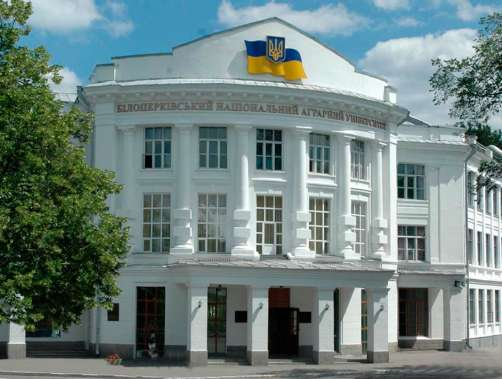 БІЛОЦЕРКІВСЬКИЙ НАЦІОНАЛЬНИЙ АГРАРНИЙ УНІВЕРСИТЕТ